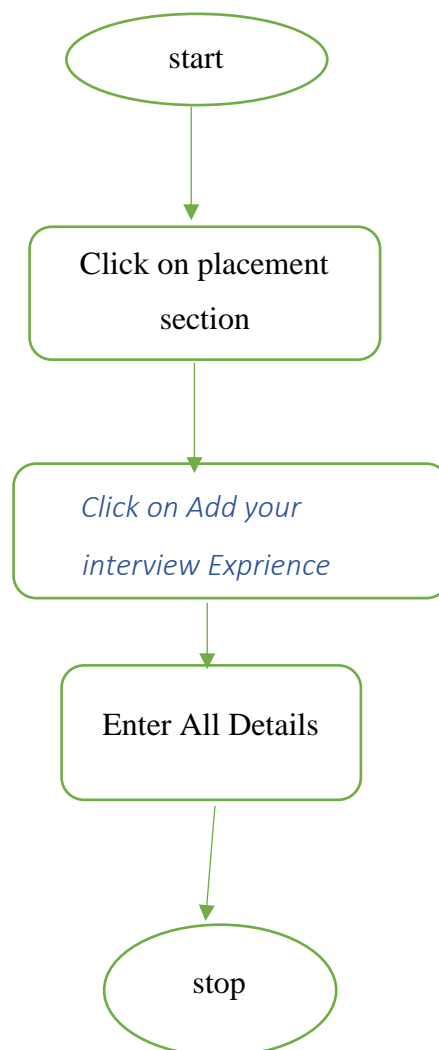 start
Click on placement
section
Click on Add your
interview Exprience
Enter All Details
stop